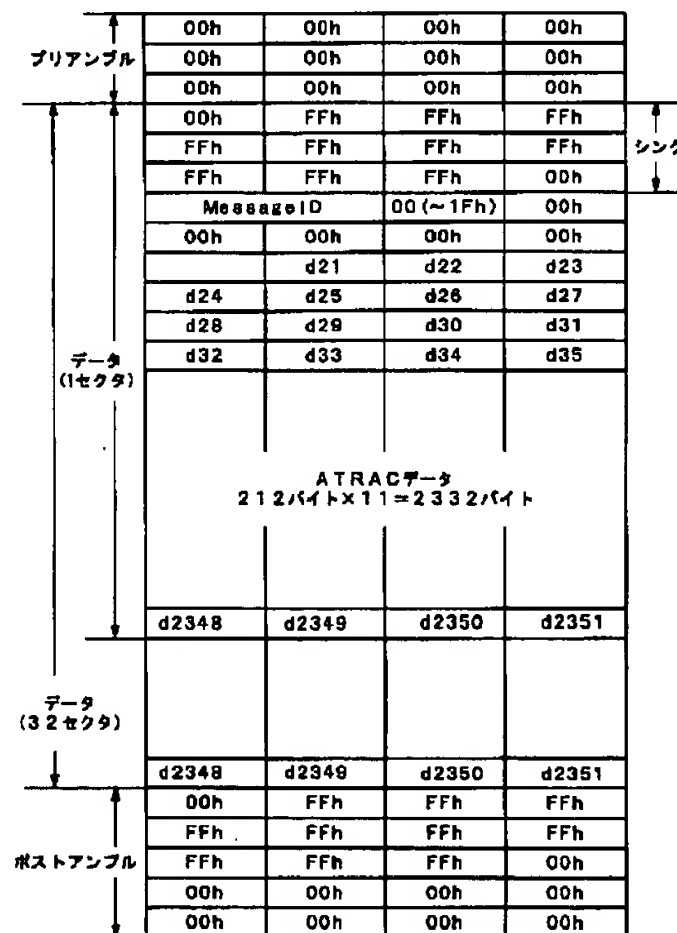 00h 00h 00h 00h
プリアンブル 00h 00h 00h 00h
00h 00h 00h 00h
00h FFh FFh FFh
FFh FFh FFh FFh シンク
FFh FFh FFh 00h
MessageID 00(~1Fh) 00h
00h 00h 00h 00h
d21 d22 d23
d24 d25 d26 d27
d28 d29 d30 d31
データ d32 d33 d34 d35
(1セクタ)
ATRACデータ
212バイト×11=2332バイト
d2348 d2349 d2350 d2351
データ
(32セクタ)
d2348 d2349 d2350 d2351
00h FFh FFh FFh
FFh FFh FFh FFh
ポストアンブル FFh FFh FFh 00h
00h 00h 00h 00h
00h 00h 00h 00h